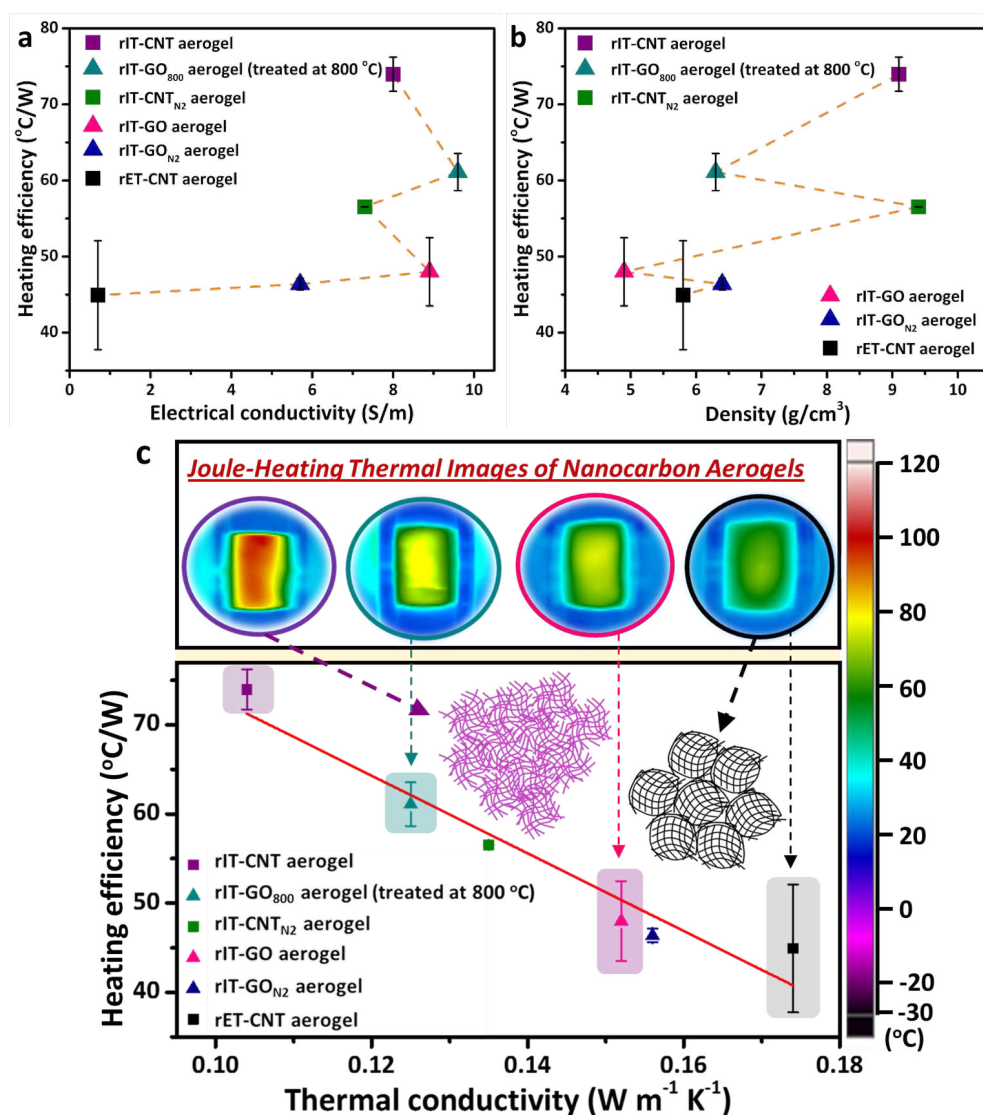 a
rIT-CNT aerogel
rIT-GO800 aerogel (treated at 800 °C)
rIT-CNTN2 aerogel
rIT-GO aerogel
rIT-GON2 aerogel
rET-CNT aerogel
Heating efficiency (°C/W)
80
70
60
50
40
0
2
4
6
8
10
Electrical conductivity (S/m)
b
rIT-CNT aerogel
rIT-GO800 aerogel (treated at 800 °C)
rIT-CNTN2 aerogel
rIT-GO aerogel
rIT-GON2 aerogel
rET-CNT aerogel
Heating efficiency (°C/W)
80
70
60
50
40
4
5
6
7
8
9
10
Density (g/cm3)
c
Joule-Heating Thermal Images of Nanocarbon Aerogels
120
100
80
60
40
20
0
-20
-30
(°C)
Heating efficiency (°C/W)
70
60
50
40
rIT-CNT aerogel
rIT-GO800 aerogel (treated at 800 °C)
rIT-CNTN2 aerogel
rIT-GO aerogel
rIT-GON2 aerogel
rET-CNT aerogel
0.10
0.12
0.14
0.16
0.18
Thermal conductivity (W m-1 K-1)